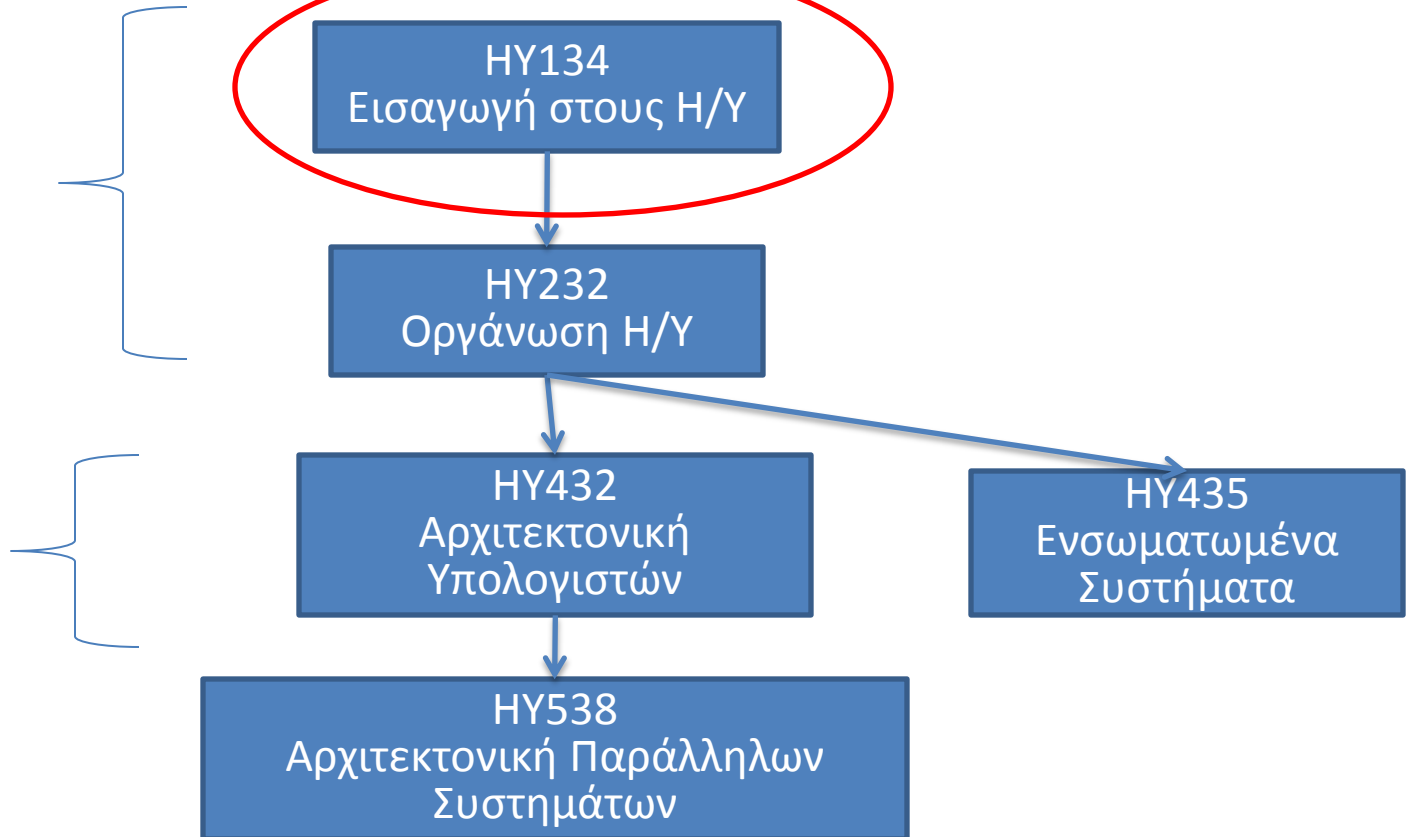 ΗΥ134
Εισαγωγή στους Η/Υ
ΗΥ232
Οργάνωση Η/Υ
ΗΥ432
Αρχιτεκτονική
Υπολογιστών
ΗΥ435
Ενσωματωμένα
Συστήματα
ΗΥ538
Αρχιτεκτονική Παράλληλων
Συστημάτων